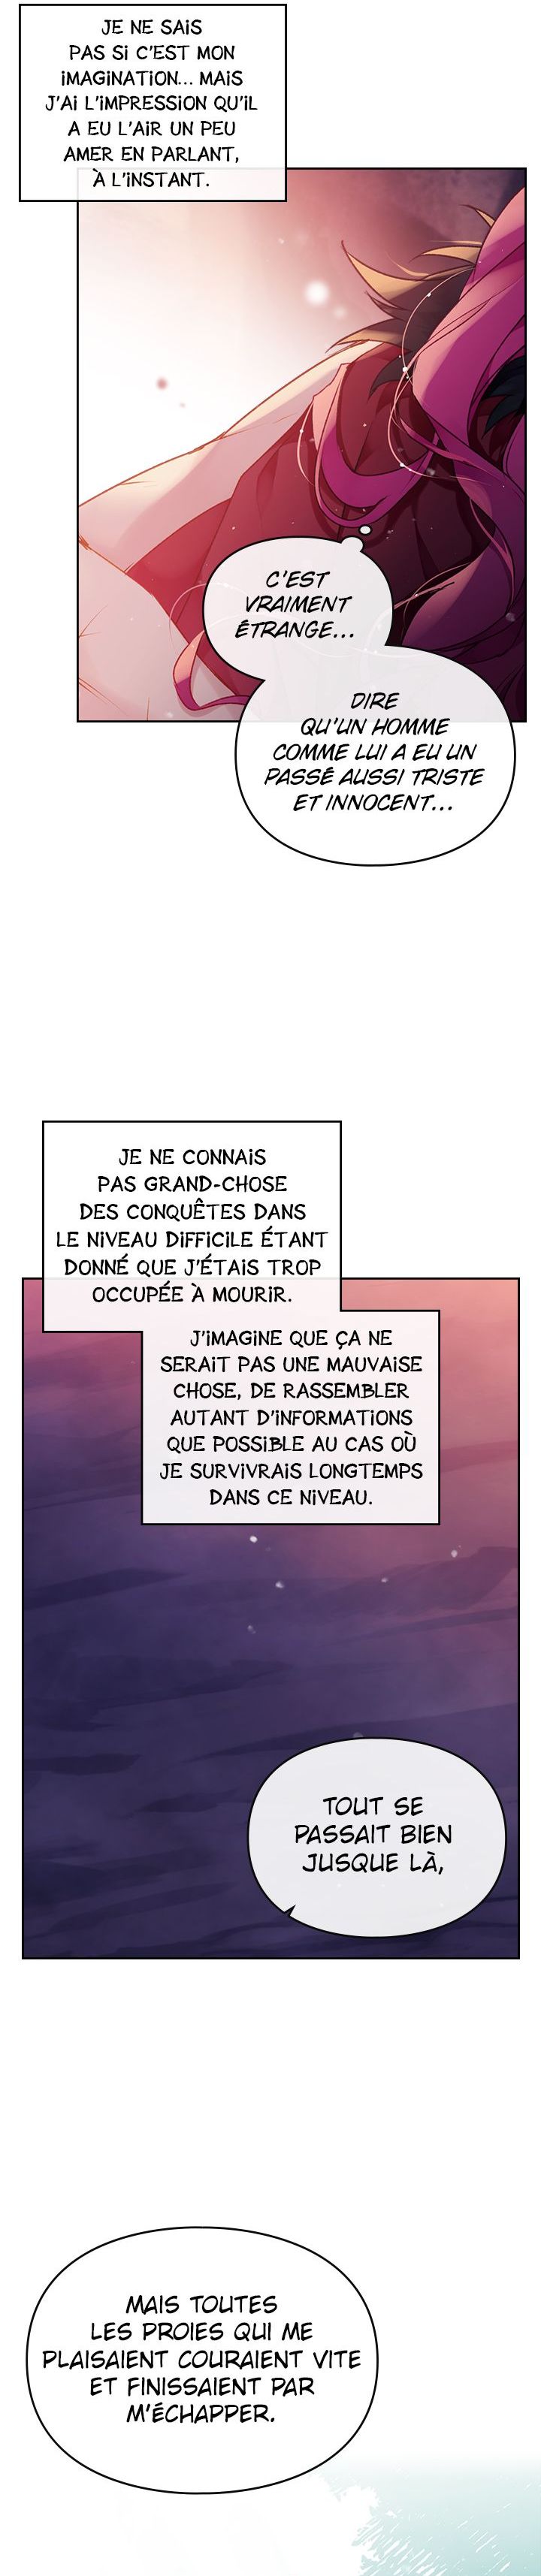 JE NE SAIS
PAS SI C'EST MON
IMAGINATION... MAIS
J'AI L'IMPRESSION QU'IL
A EU L'AIR UN PEU
AMER EN PARLANT,
À L'INSTANT.
C'EST
VRAIMENT
ÉTRANGE...
DIRE
QU'UN HOMME
COMME LUI A EU UN
PASSÉ AUSSI TRISTE
ET INNOCENT...
JE NE CONNAIS
PAS GRAND-CHOSE
DES CONQUÊTES DANS
LE NIVEAU DIFFICILE ÉTANT
DONNÉ QUE J'ÉTAIS TROP
OCCUPÉE À MOURIR.
J'IMAGINE QUE ÇA NE
SERAIT PAS UNE MAUVAISE
CHOSE, DE RASSEMBLER
AUTANT D'INFORMATIONS
QUE POSSIBLE AU CAS OÙ
JE SURVIVRAIS LONGTEMPS
DANS CE NIVEAU.
TOUT SE
PASSAIT BIEN
JUSQUE LÀ,
MAIS TOUTES
LES PROIES QUI ME
PLAISAIENT COURAIENT VITE
ET FINISSAIENT PAR
M'ÉCHAPPER.